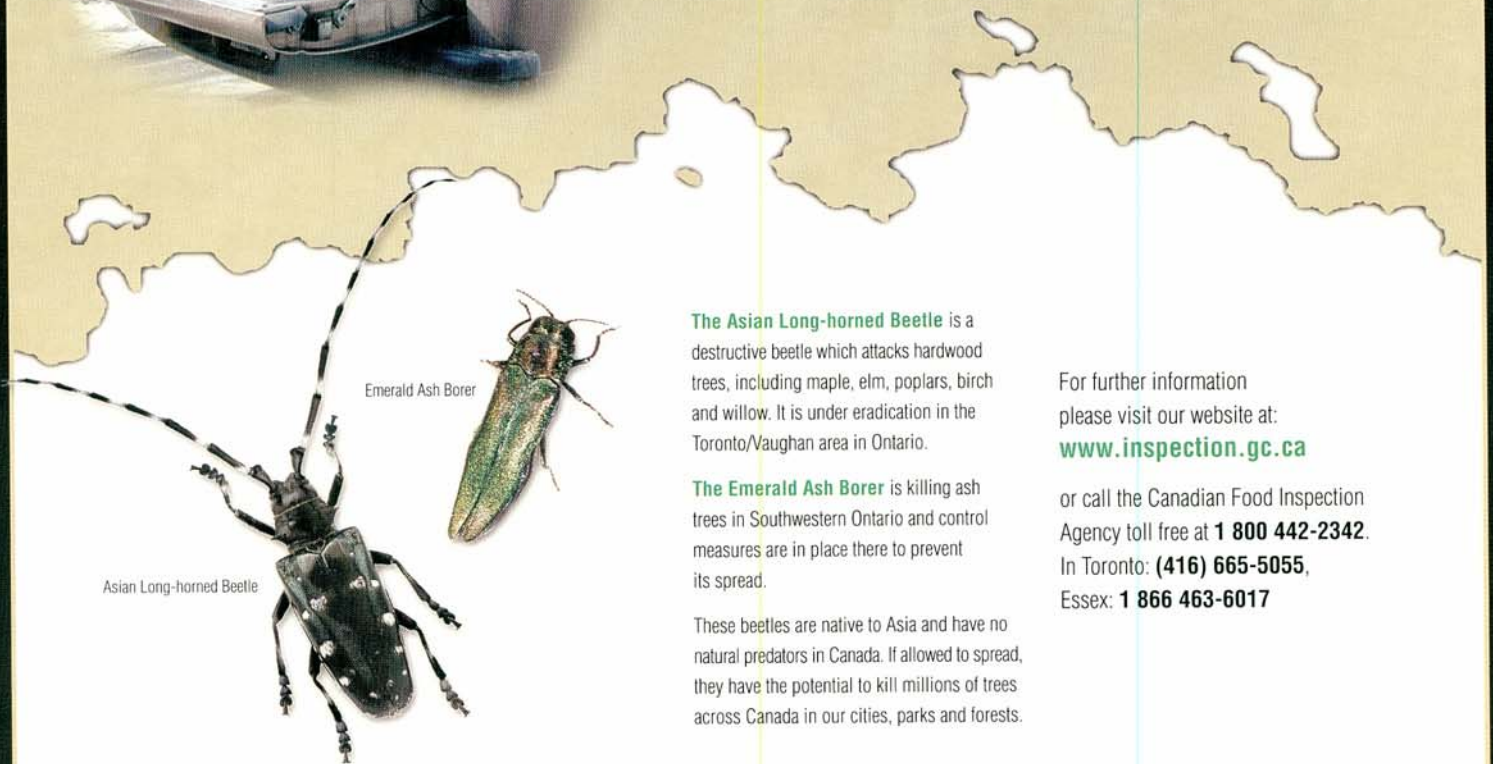 Emerald Ash Borer
Asian Long-horned Beetle
The Asian Long-horned Beetle is a
destructive beetle which attacks hardwood
trees, including maple, elm, poplars, birch
and willow. It is under eradication in the
Toronto/Vaughan area in Ontario.
The Emerald Ash Borer is killing ash
trees in Southwestern Ontario and control
measures are in place there to prevent
its spread.
These beetles are native to Asia and have no
natural predators in Canada. If allowed to spread,
they have the potential to kill millions of trees
across Canada in our cities, parks and forests.
For further information
please visit our website at:
www.inspection.gc.ca
or call the Canadian Food Inspection
Agency toll free at 1 800 442-2342.
In Toronto: (416) 665-5055,
Essex: 1 866 463-6017